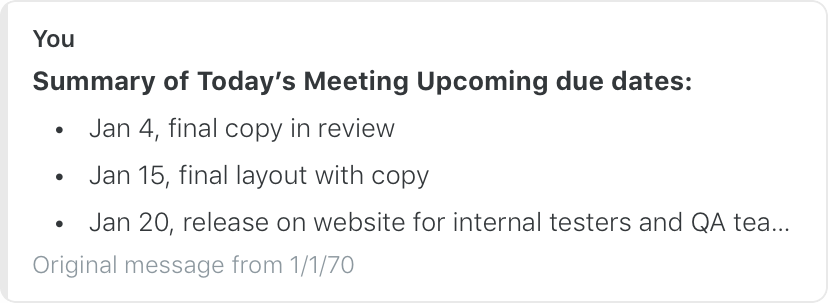 You
Summary of Today’s Meeting Upcoming due dates:
• Jan 4, final copy in review
• Jan 15, final layout with copy
• Jan 20, release on website for internal testers and QA tea...
Original message from 1/1/70